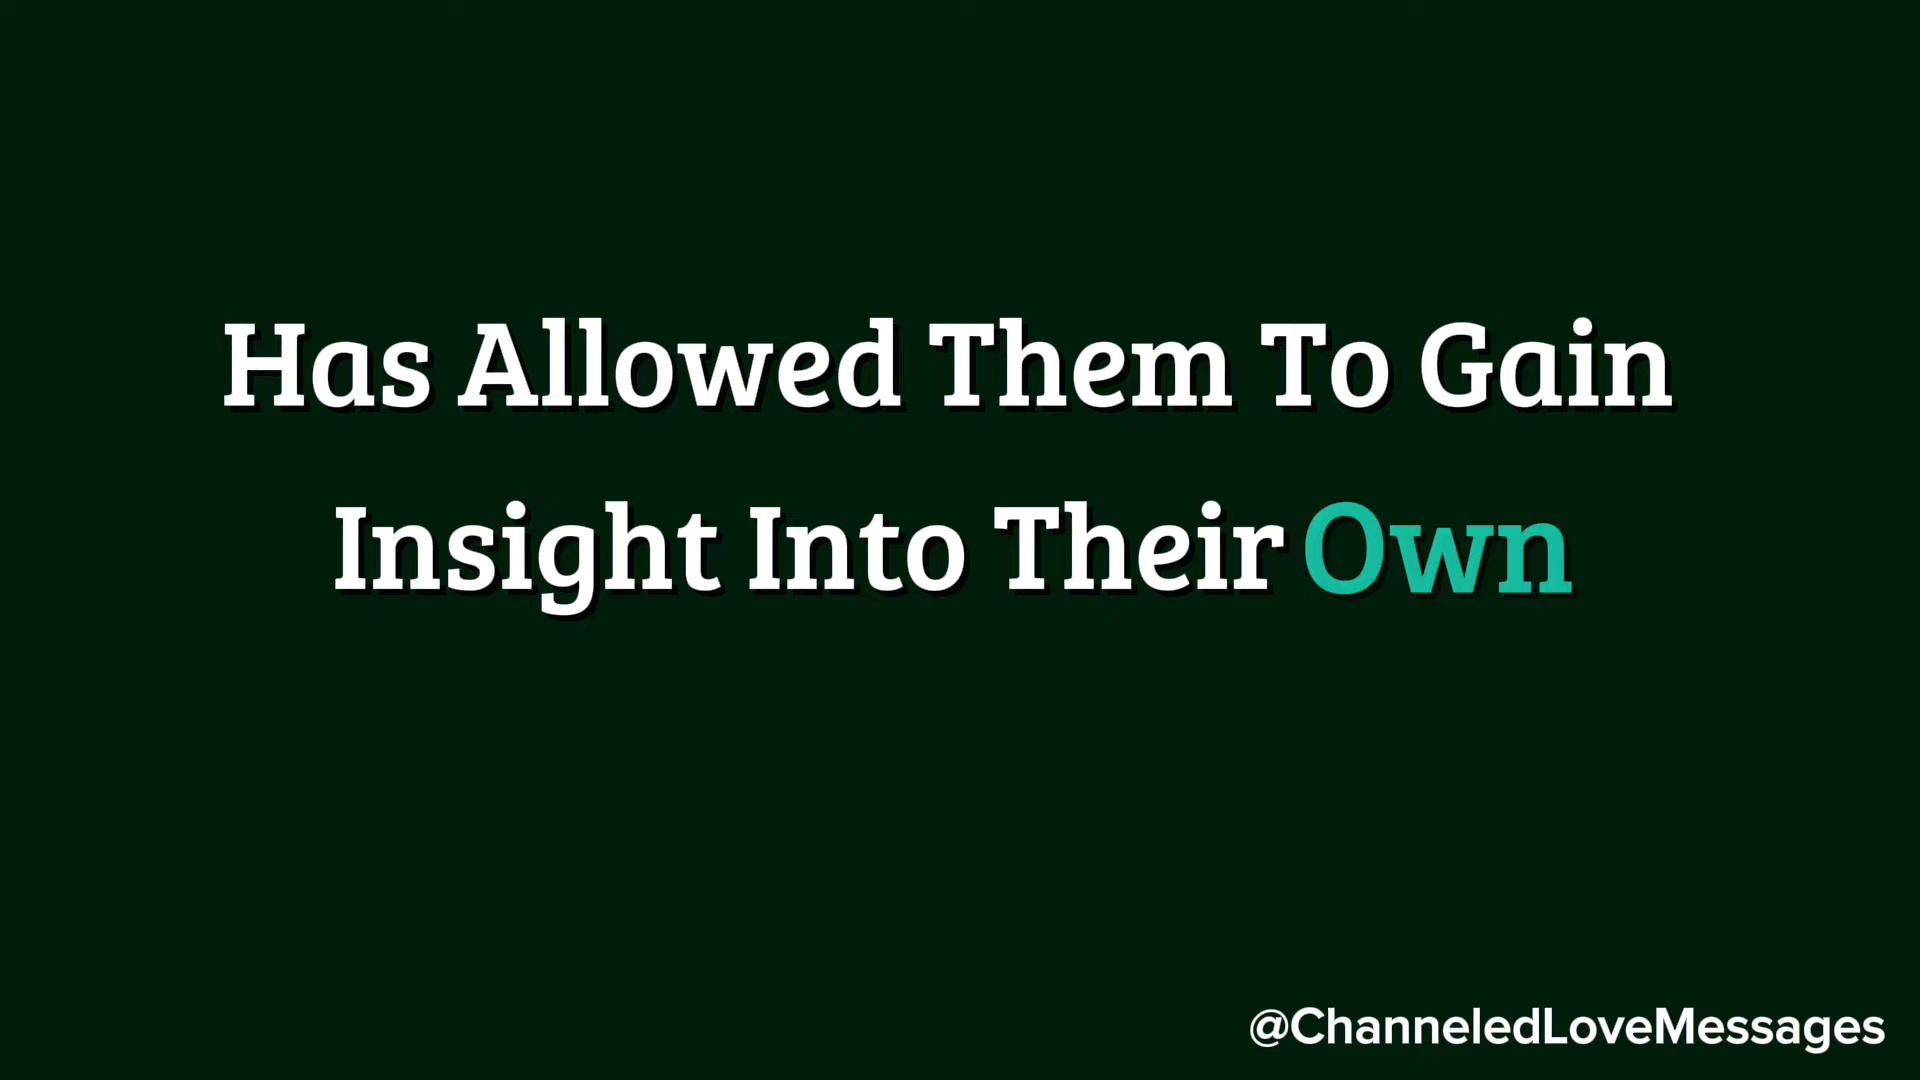 Has Allowed Them To Gain
Insight Into Their Own
@ChanneledLoveMessages